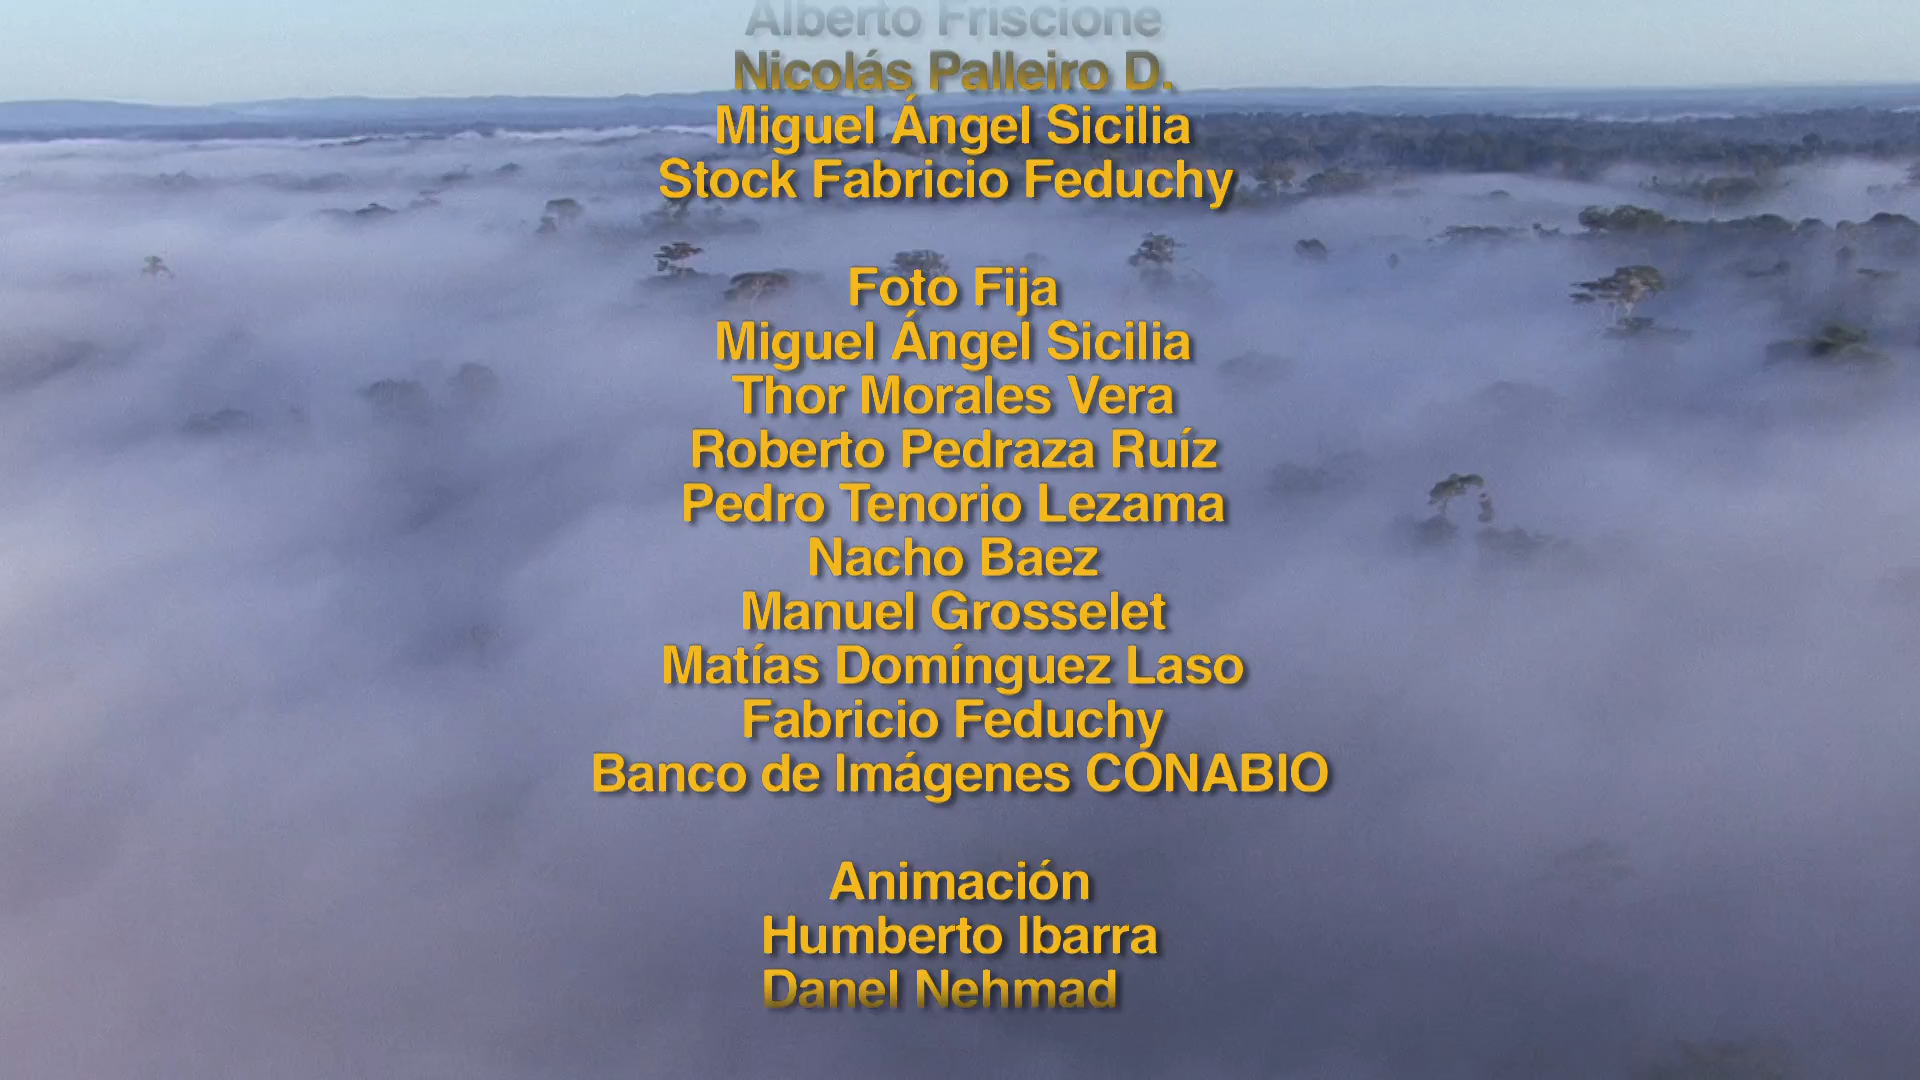 Alberto Friscione
Nicolás Palleiro D.
Miguel Ángel Sicilia
Stock Fabricio Feduchy
Foto Fija
Miguel Ángel Sicilia
Thor Morales Vera
Roberto Pedraza Ruíz
Pedro Tenorio Lezama
Nacho Baez
Manuel Grosselet
Matías Domínguez Laso
Fabricio Feduchy
Banco de Imágenes CONABIO
Animación
Humberto Ibarra
Danel Nehmad